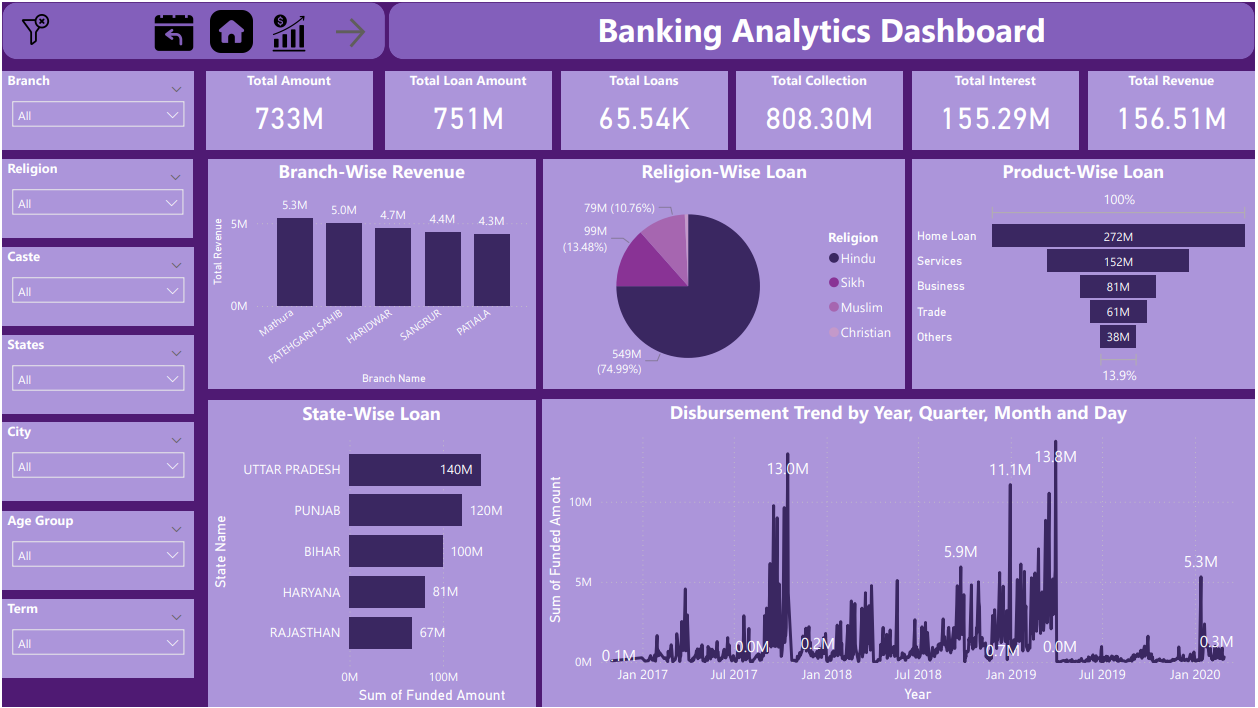 Banking Analytics Dashboard
Branch
All
Religion
All
Caste
All
States
All
City
All
Age Group
All
Term
All
Total Amount
733M
Total Loan Amount
751M
Total Loans
65.54K
Total Collection
808.30M
Total Interest
155.29M
Total Revenue
156.51M
Branch-Wise Revenue
Total Revenue
5M
0M
5.3M
5.0M
4.7M
4.4M
4.3M
Mathura
FATEHGARH SAHIB
HARIDWAR
SANGRUR
PATIALA
Branch Name
Religion-Wise Loan
79M (10.76%)
99M
(13.48%)
549M
(74.99%)
Religion
Hindu
Sikh
Muslim
Christian
Product-Wise Loan
100%
Home Loan 272M
Services 152M
Business 81M
Trade 61M
Others 38M
13.9%
State-Wise Loan
State Name
UTTAR PRADESH 140M
PUNJAB 120M
BIHAR 100M
HARYANA 81M
RAJASTHAN 67M
0M 100M
Sum of Funded Amount
Disbursement Trend by Year, Quarter, Month and Day
Sum of Funded Amount
10M
5M
0M
0.1M
0.0M
13.0M
0.2M
5.9M
0.7M
11.1M
13.8M
0.0M
5.3M
0.3M
Jan 2017 Jul 2017 Jan 2018 Jul 2018 Jan 2019 Jul 2019 Jan 2020
Year